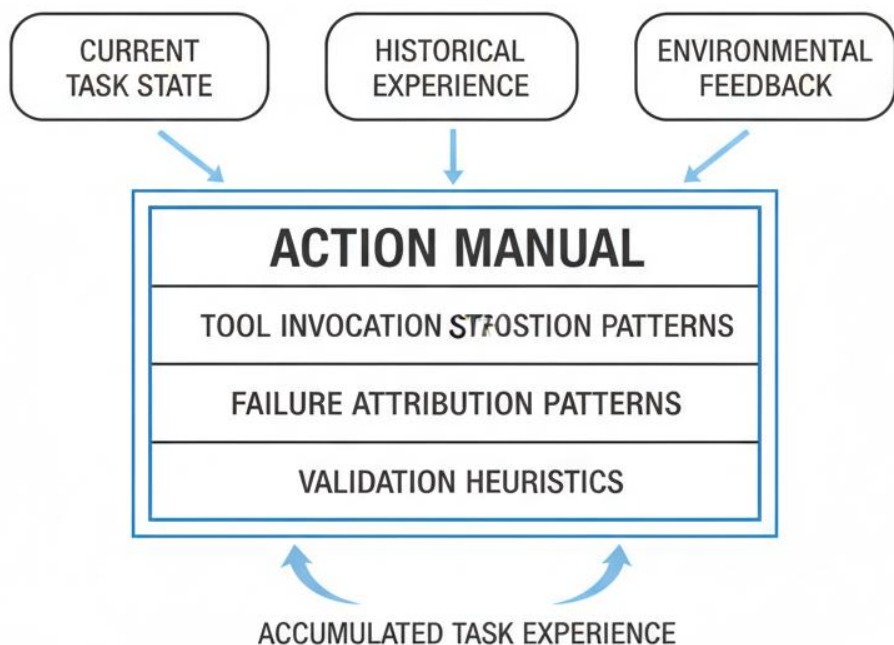 CURRENT
TASK STATE
HISTORICAL
EXPERIENCE
ENVIRONMENTAL
FEEDBACK
ACTION MANUAL
TOOL INVOCATION PATTERNS
FAILURE ATTRIBUTION PATTERNS
VALIDATION HEURISTICS
ACCUMULATED TASK EXPERIENCE